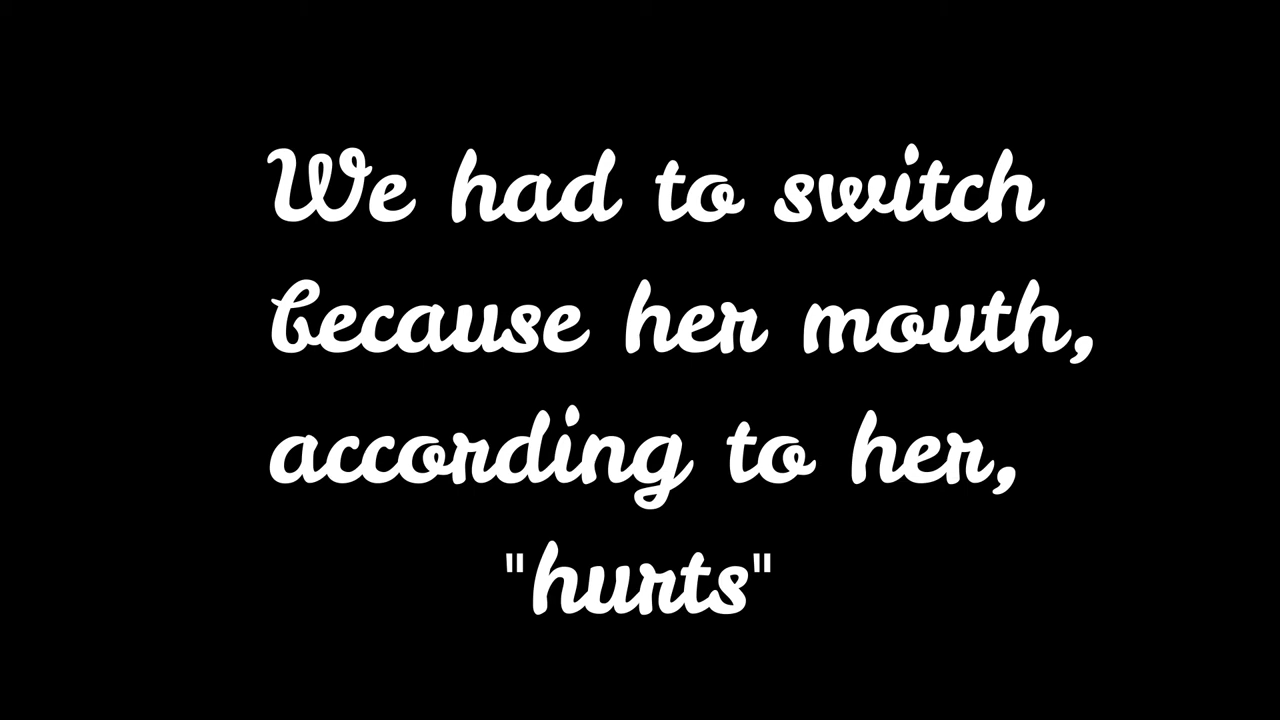 We had to switch
because her mouth,
according to her,
"hurts"